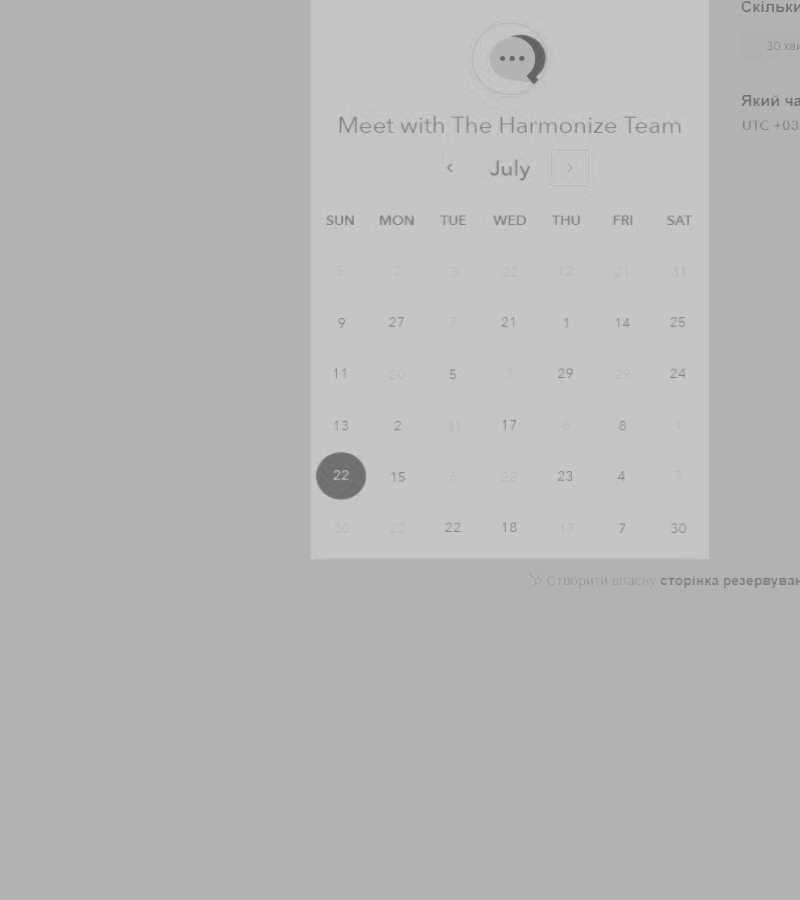 Meet with The Harmonize Team
July
SUN MON TUE WED THU FRI SAT
5 2 3 22 12 21 31
9 27 7 21 1 14 25
11 20 5 7 29 29 24
13 2 31 17 8 8 1
22 15 6 28 23 4 7
30 22 22 18 17 7 30
Скільки
30 хви
Який ча
UTC +03
Створити власну сторінка резервуван